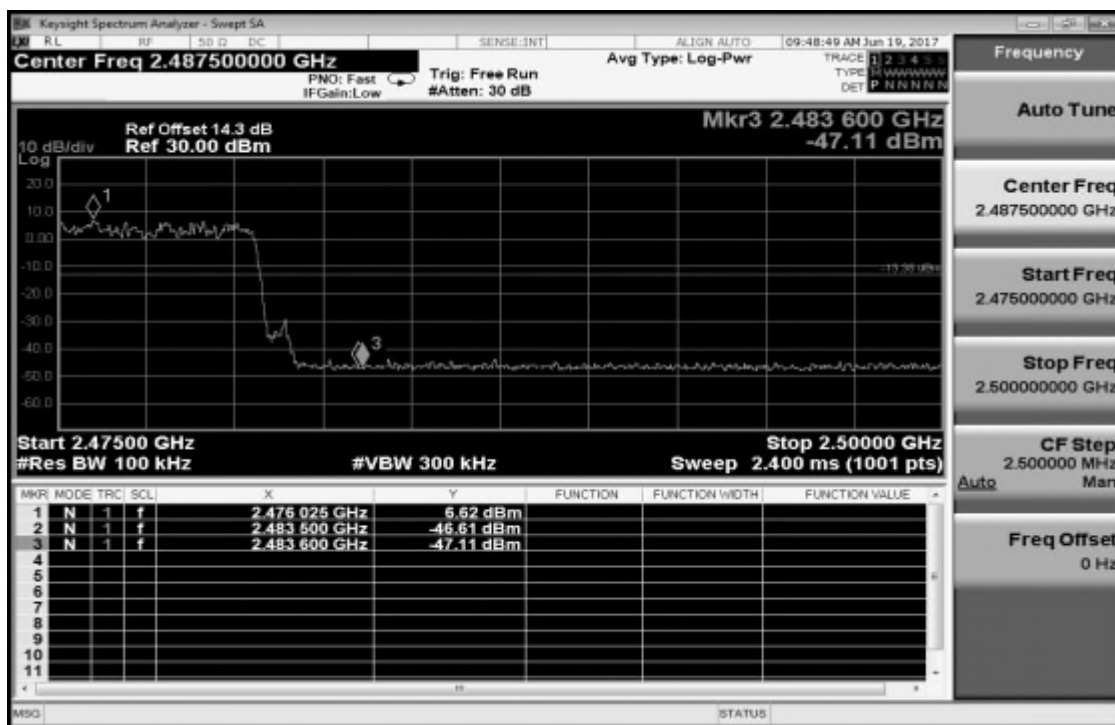 Keysight Spectrum Analyzer - Swept SA
RL RF 50 Ω DC SENSE:INT ALIGN AUTO 09:48:49 AM Jun 19, 2017
Center Freq 2.487500000 GHz
PNO: Fast
IFGain:Low
Trig: Free Run
#Atten: 30 dB
Avg Type: Log-Pwr
TRACE 1 2 3 4 5 6
TYPE M W W W W W
DET P N N N N N
Ref Offset 14.3 dB
10 dB/div Ref 30.00 dBm
Log
Mkr3 2.483 600 GHz
-47.11 dBm
20.0
10.0
0.00
-10.0
-20.0
-30.0
-40.0
-50.0
-60.0
1
3
-13.38 dBm
Start 2.47500 GHz Stop 2.50000 GHz
#Res BW 100 kHz #VBW 300 kHz Sweep 2.400 ms (1001 pts)
MKR MODE TRC SCL X Y FUNCTION FUNCTION WIDTH FUNCTION VALUE
1 N 1 f 2.476 025 GHz 6.62 dBm
2 N 1 f 2.483 500 GHz -46.61 dBm
3 N 1 f 2.483 600 GHz -47.11 dBm
4
5
6
7
8
9
10
11
MSG STATUS
Frequency
Auto Tune
Center Freq
2.487500000 GHz
Start Freq
2.475000000 GHz
Stop Freq
2.500000000 GHz
CF Step
2.500000 MHz
Auto Man
Freq Offset
0 Hz